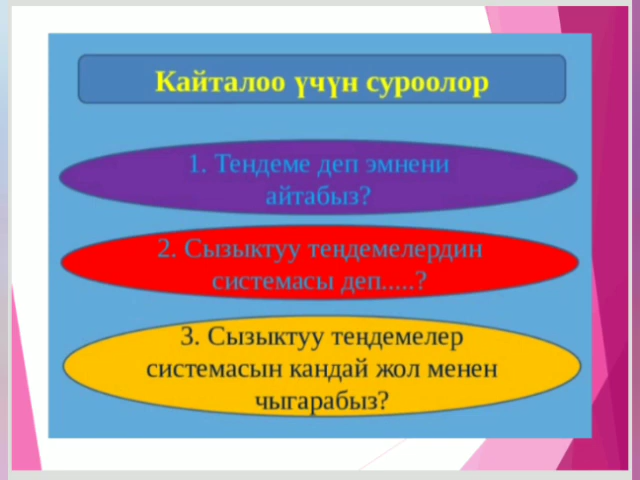 Кайталоо үчүн суроолор
1. Теңдеме деп эмнени
айтабыз?
2. Сызыктуу теңдемелердин
системасы деп.....?
3. Сызыктуу теңдемелер
системасын кандай жол менен
чыгарабыз?